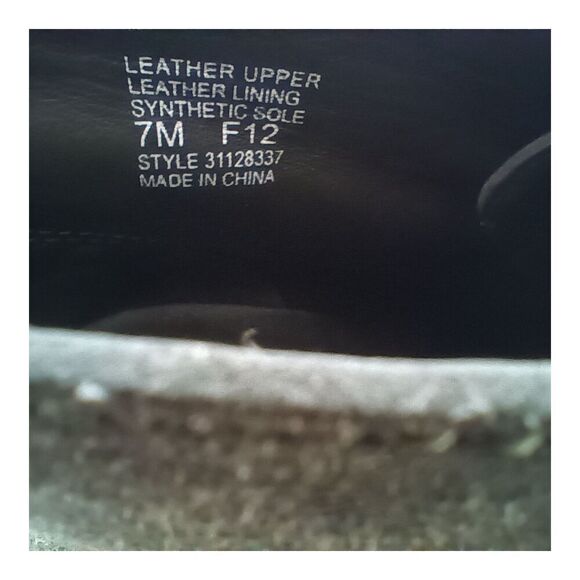 LEATHER UPPER
LEATHER LINING
SYNTHETIC SOLE
7M F12
STYLE 31128337
MADE IN CHINA